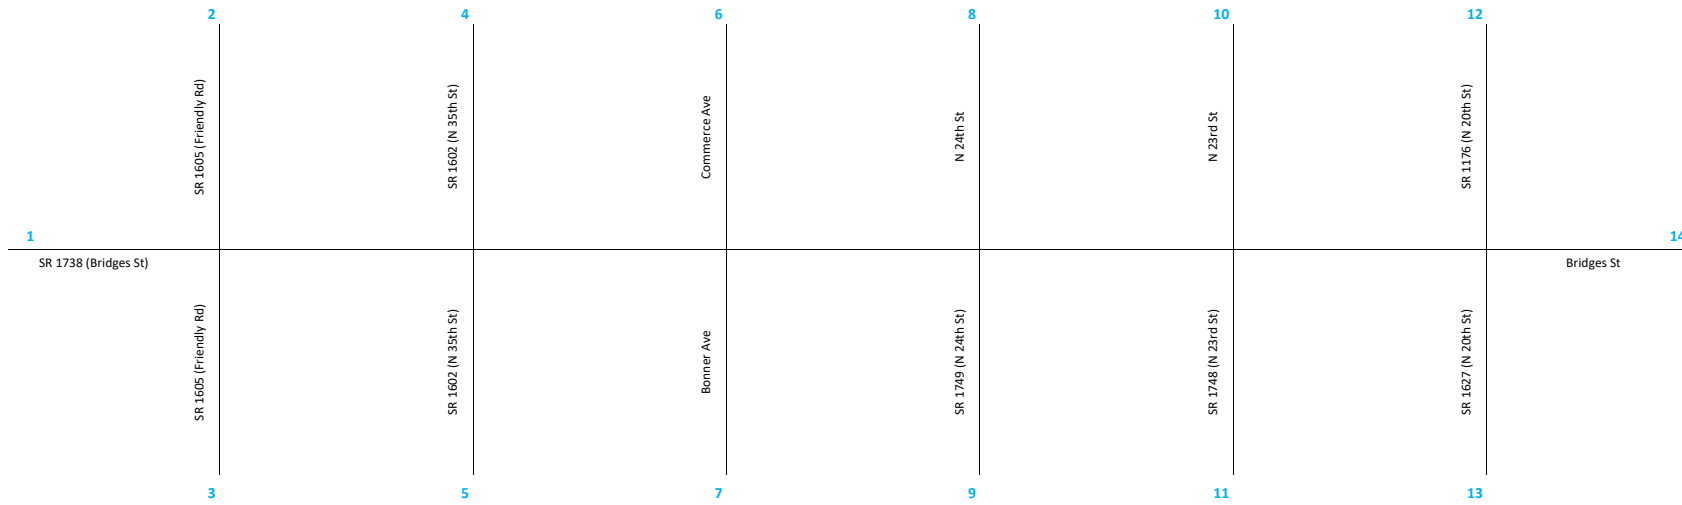 2
4
6
8
10
12
SR 1605 (Friendly Rd)
SR 1602 (N 35th St)
Commerce Ave
N 24th St
N 23rd St
SR 1176 (N 20th St)
1
14
SR 1738 (Bridges St)
Bridges St
SR 1605 (Friendly Rd)
SR 1602 (N 35th St)
Bonner Ave
SR 1749 (N 24th St)
SR 1748 (N 23rd St)
SR 1627 (N 20th St)
3
5
7
9
11
13